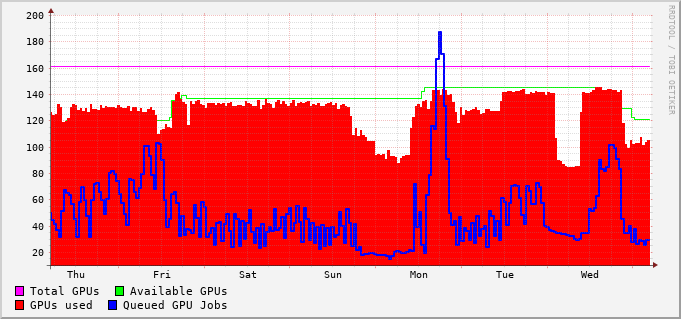 200
180
160
140
120
100
80
60
40
20
Thu Fri Sat Sun Mon Tue Wed
Total GPUs Available GPUs
GPUs used Queued GPU Jobs
RRDTOOL / TOBI OETIKER